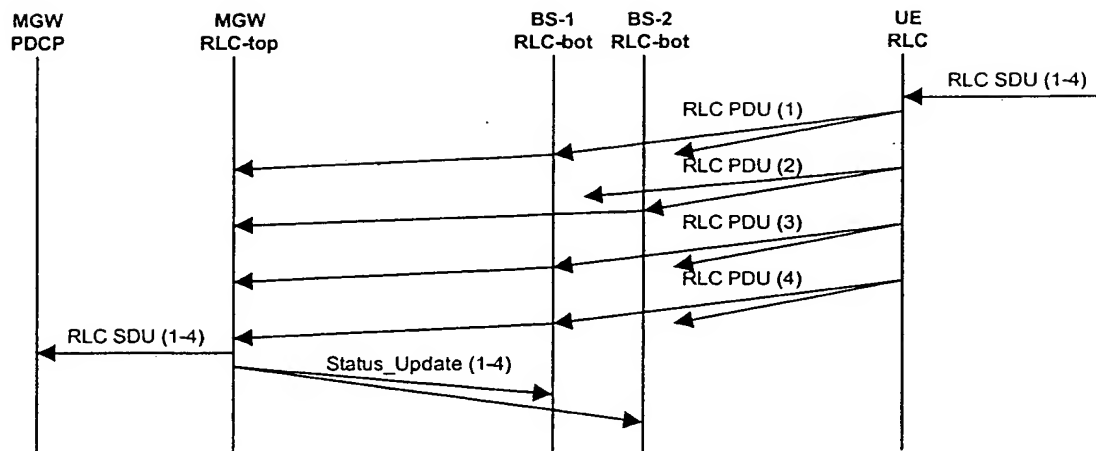 MGW PDCP
MGW RLC-top
BS-1 RLC-bot
BS-2 RLC-bot
UE RLC
RLC SDU (1-4)
RLC PDU (1)
RLC PDU (2)
RLC PDU (3)
RLC PDU (4)
RLC SDU (1-4)
Status_Update (1-4)